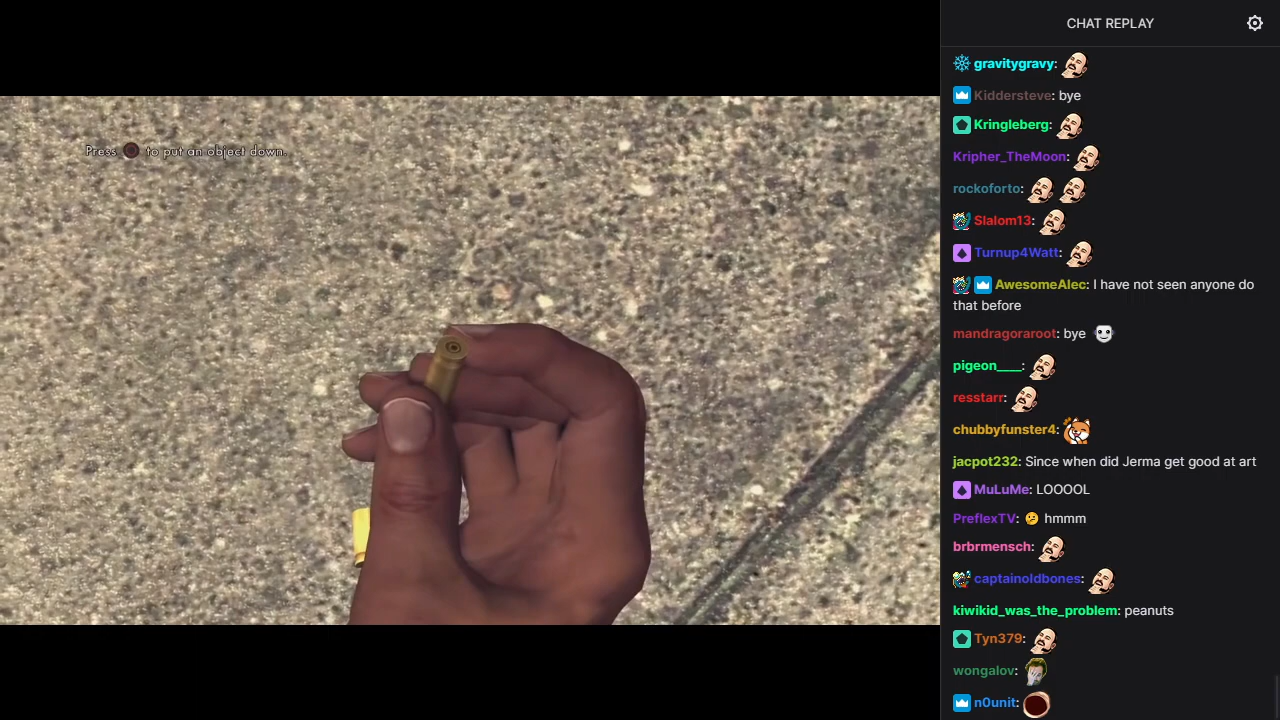 CHAT REPLAY
gravitygravy:
Kiddersteve: bye
Kringleberg:
Kripher_TheMoon:
rockoforto:
Slalom13:
Turnup4Watt:
AwesomeAlec: I have not seen anyone do
that before
mandragoraroot: bye
pigeon____:
resstarr:
chubbyfunster4:
jacpot232: Since when did Jerma get good at art
MuLuMe: LOOOOL
PreflexTV: hmmm
brbrmensch:
captainoldbones:
kiwikid_was_the_problem: peanuts
Tyn379:
wongalov:
n0unit:
Press to put an object down.